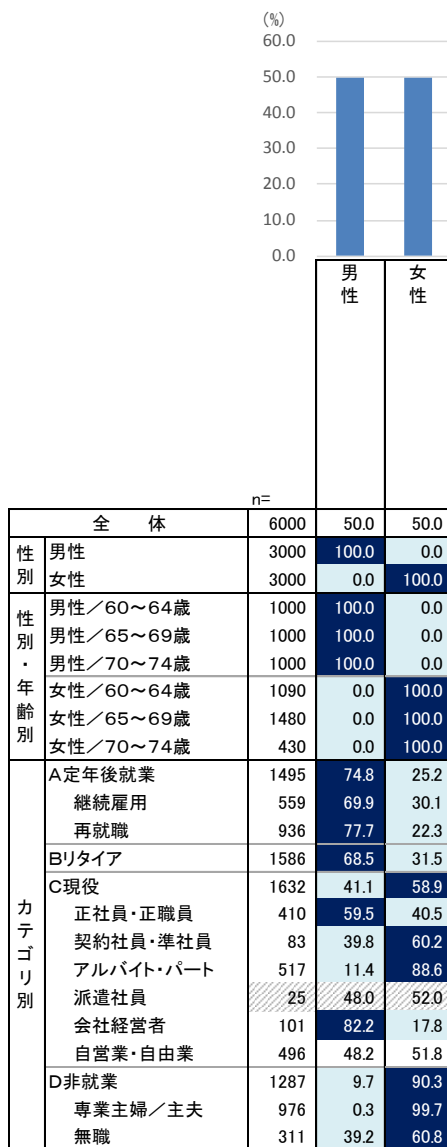 (%)
60.0
50.0
40.0
30.0
20.0
10.0
0.0
男性 女性
n=
全 体 6000 50.0 50.0
性別
男性 3000 100.0 0.0
女性 3000 0.0 100.0
性別・年齢別
男性／60～64歳 1000 100.0 0.0
男性／65～69歳 1000 100.0 0.0
男性／70～74歳 1000 100.0 0.0
女性／60～64歳 1090 0.0 100.0
女性／65～69歳 1480 0.0 100.0
女性／70～74歳 430 0.0 100.0
カテゴリ別
A定年後就業 1495 74.8 25.2
継続雇用 559 69.9 30.1
再就職 936 77.7 22.3
Bリタイア 1586 68.5 31.5
C現役 1632 41.1 58.9
正社員・正職員 410 59.5 40.5
契約社員・準社員 83 39.8 60.2
アルバイト・パート 517 11.4 88.6
派遣社員 25 48.0 52.0
会社経営者 101 82.2 17.8
自営業・自由業 496 48.2 51.8
D非就業 1287 9.7 90.3
専業主婦／主夫 976 0.3 99.7
無職 311 39.2 60.8